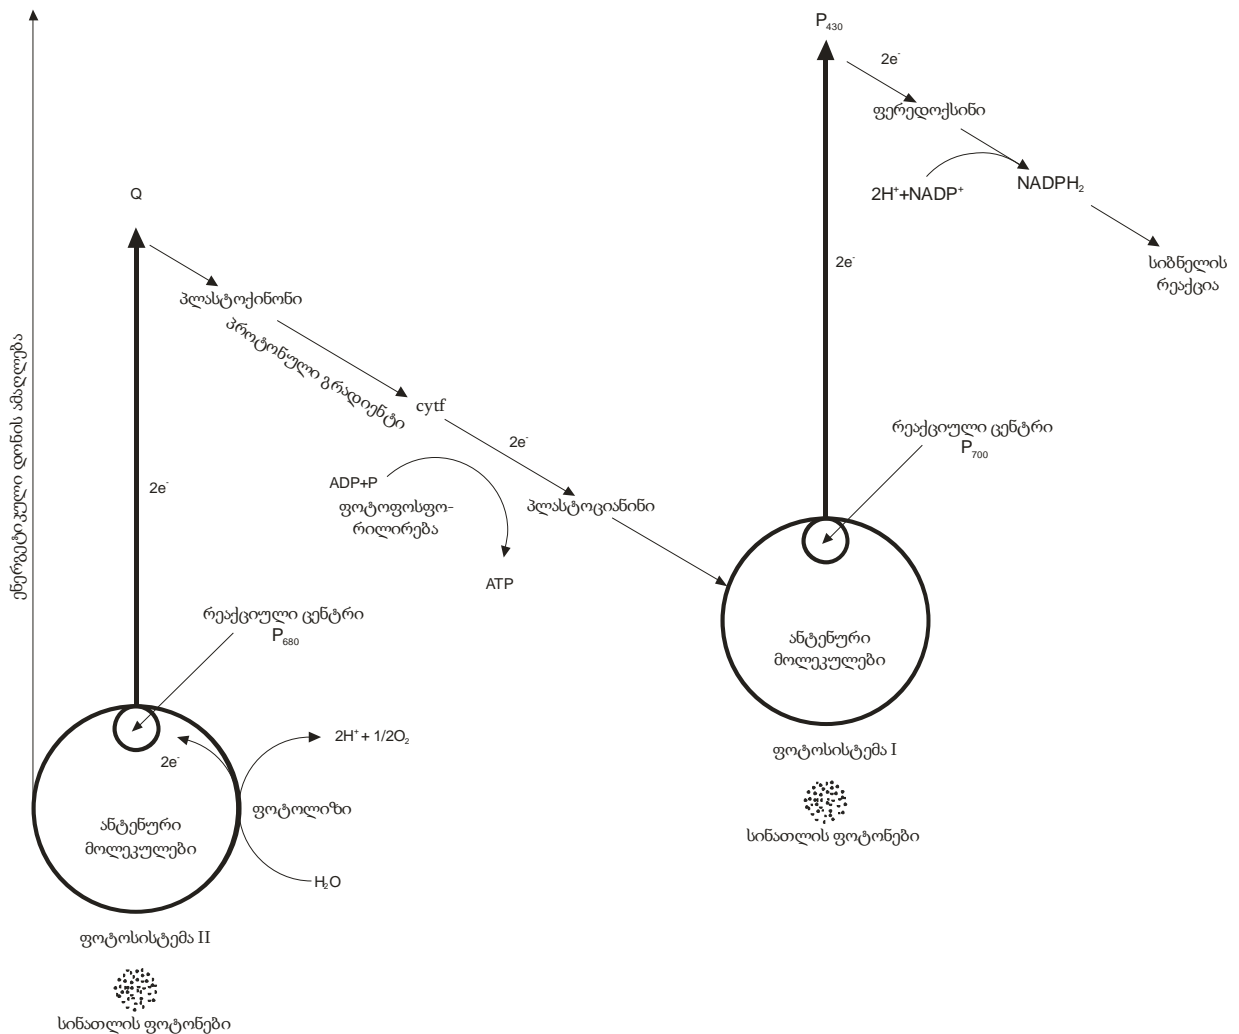 P₄₃₀
2e⁻
ფერედოქსინი
2H⁺+NADP⁺
NADPH₂
სიბნელის
რეაქცია
2e⁻
Q
პლასტოქინონი
პროტონული გრადიენტი
cytf
2e⁻
ADP+P
ფოტოფოსფო-
რილირება
ATP
პლასტოციანინი
2e⁻
ენერგეტიკული დონის ამაღლება
რეაქციული ცენტრი
P₇₀₀
ანტენური
მოლეკულები
ფოტოსისტემა I
სინათლის ფოტონები
რეაქციული ცენტრი
P₆₈₀
2e⁻
2H⁺ + 1/2O₂
ფოტოლიზი
H₂O
ანტენური
მოლეკულები
ფოტოსისტემა II
სინათლის ფოტონები